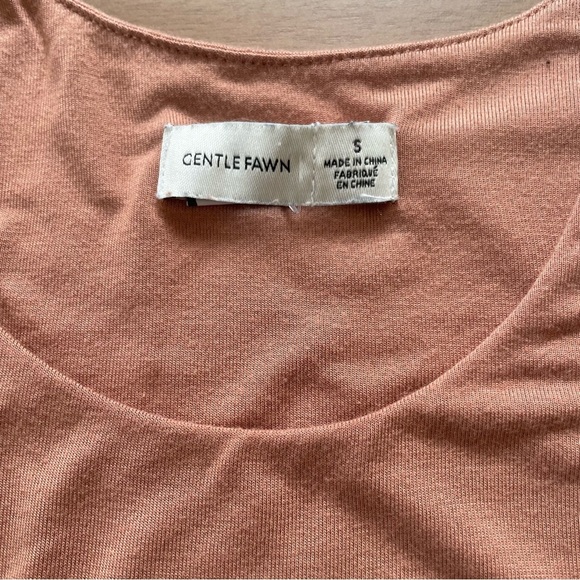 GENTLE FAWN
S
MADE IN CHINA
FABRIQUÉ
EN CHINE